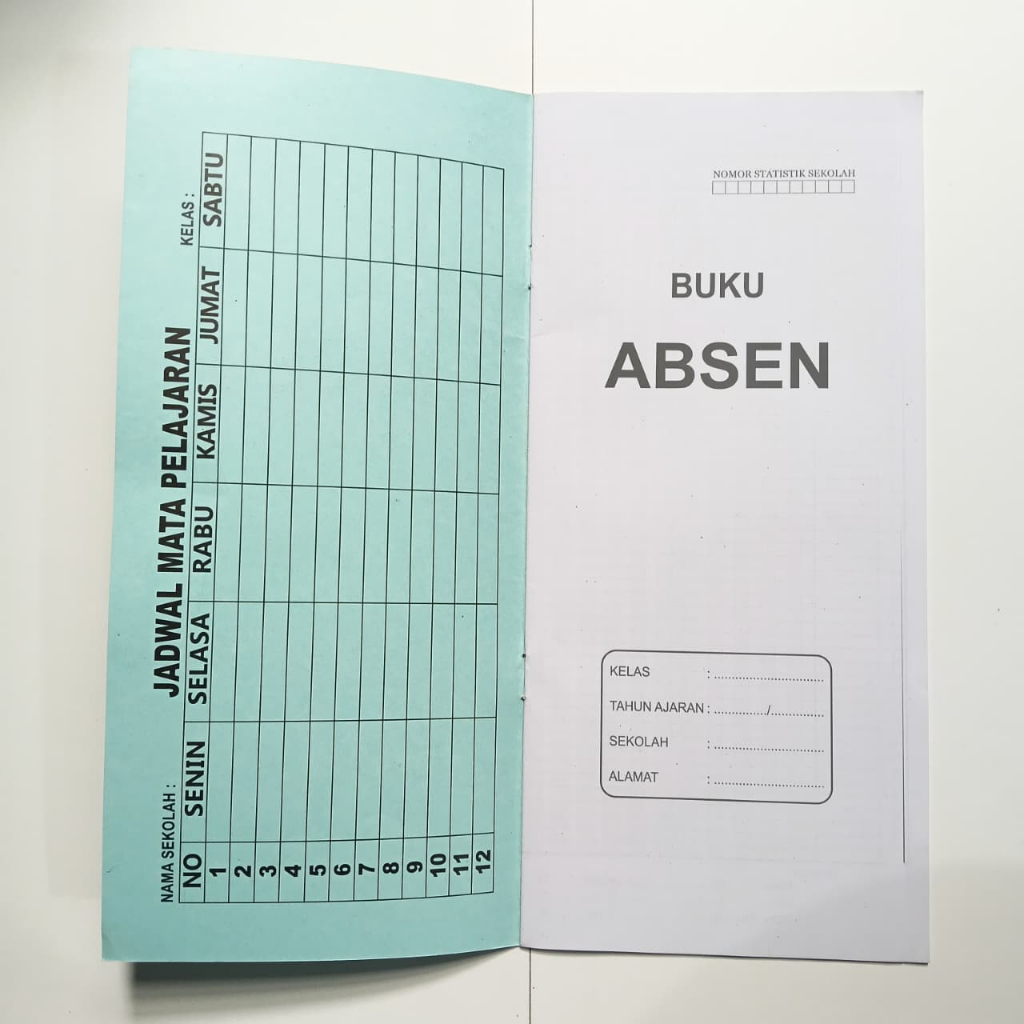 JADWAL MATA PELAJARAN
NAMA SEKOLAH : KELAS :
NO SENIN SELASA RABU KAMIS JUMAT SABTU
1
2
3
4
5
6
7
8
9
10
11
12
NOMOR STATISTIK SEKOLAH
BUKU
ABSEN
KELAS : ................................
TAHUN AJARAN : .............../...............
SEKOLAH : ................................
ALAMAT : ................................